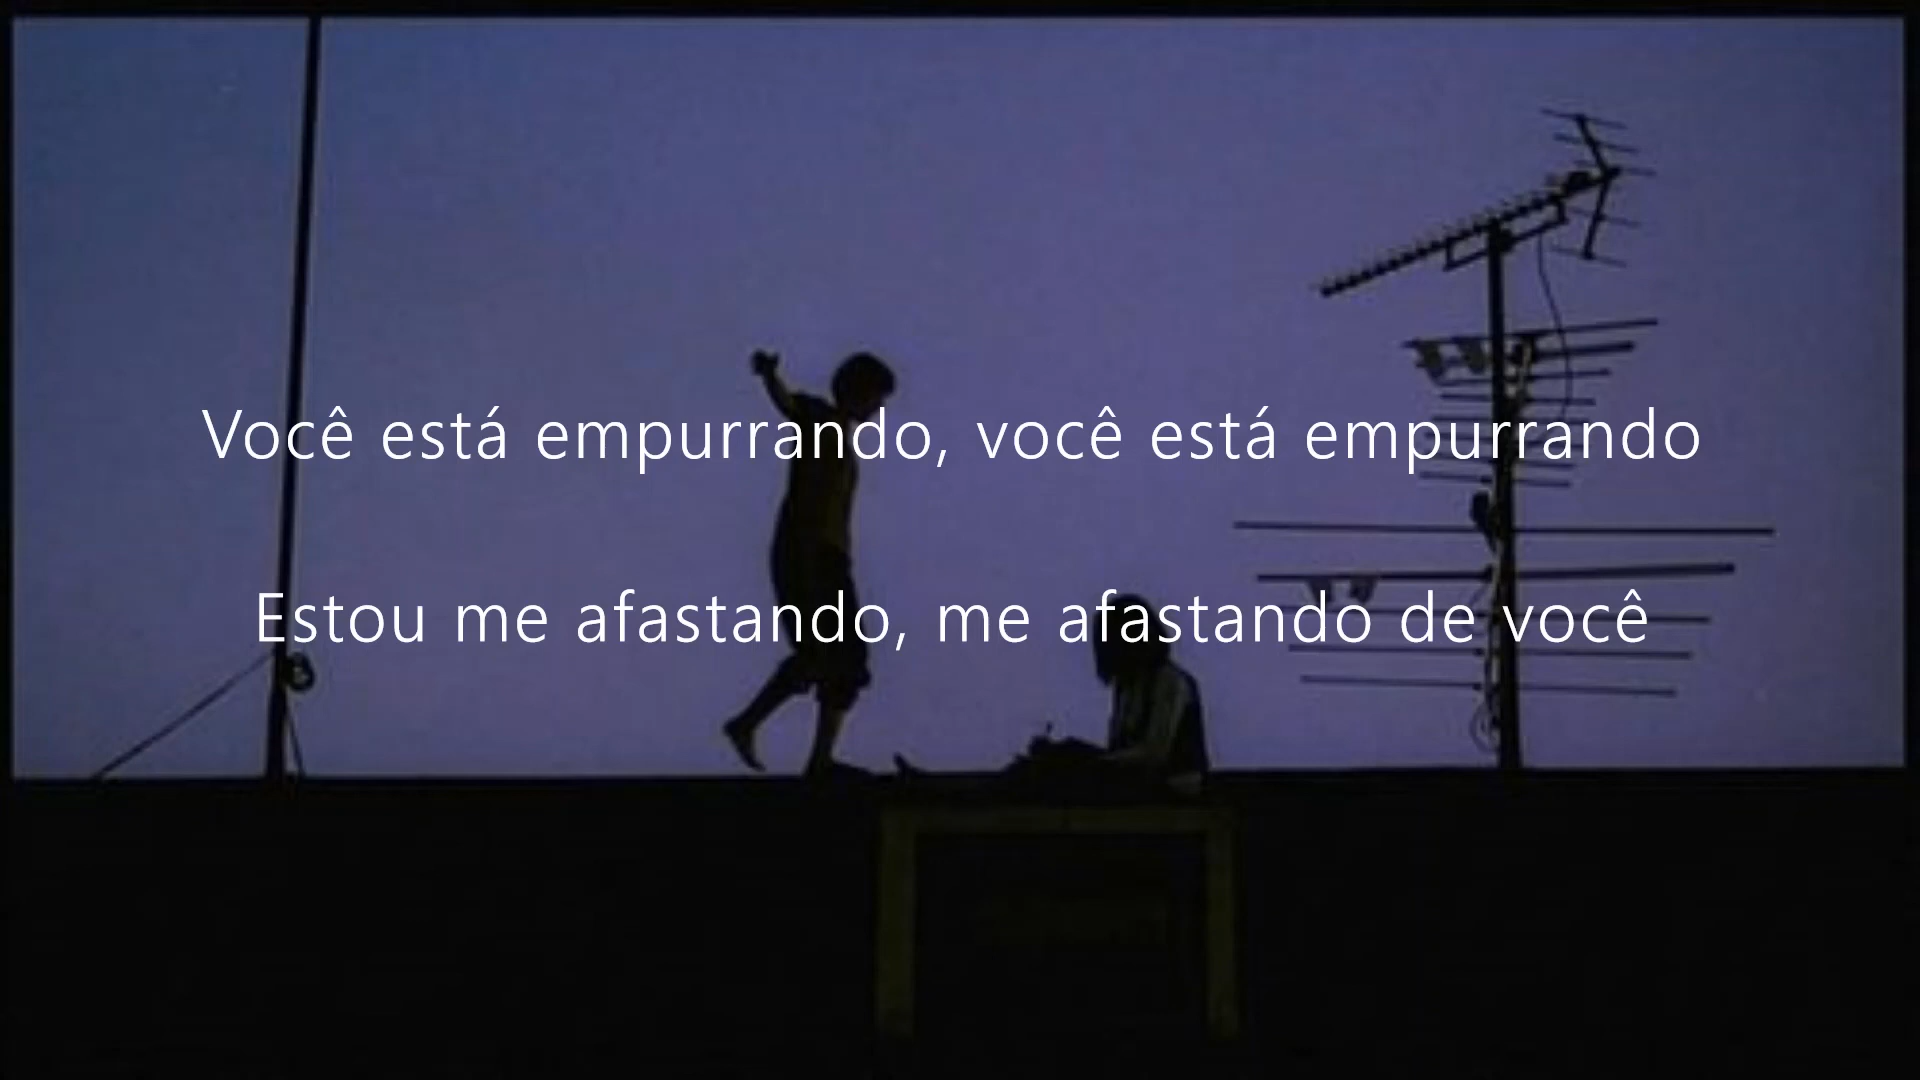 Você está empurrando, você está empurrando
Estou me afastando, me afastando de você